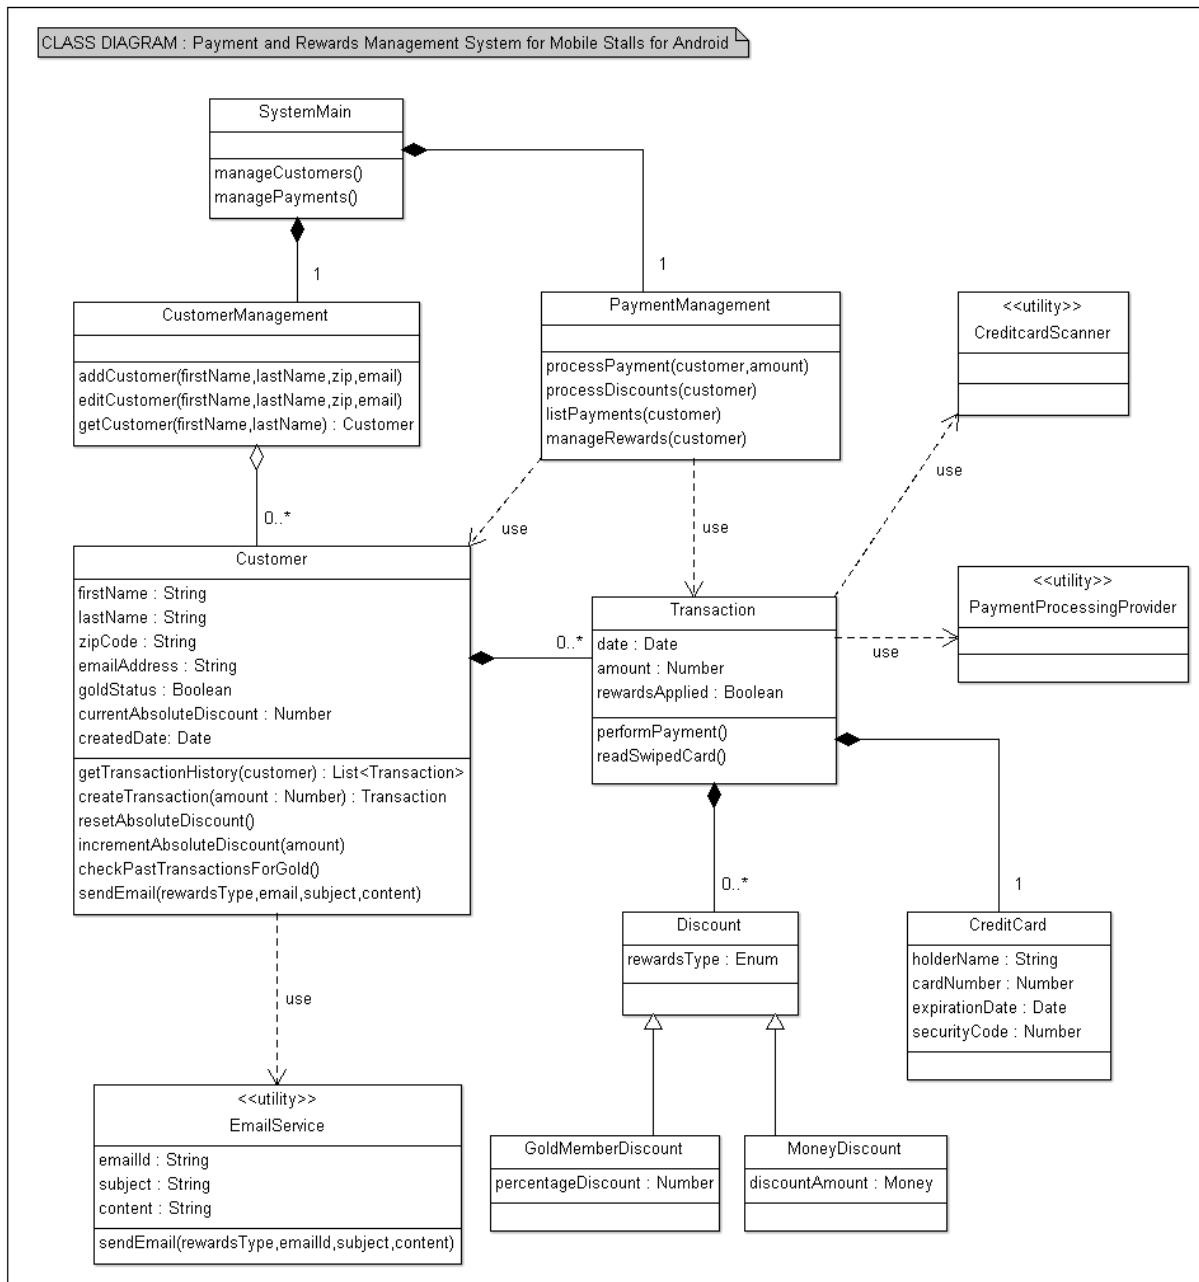 CLASS DIAGRAM : Payment and Rewards Management System for Mobile Stalls for Android
SystemMain
manageCustomers()
managePayments()
1
1
CustomerManagement
addCustomer(firstName,lastName,zip,email)
editCustomer(firstName,lastName,zip,email)
getCustomer(firstName,lastName) : Customer
PaymentManagement
processPayment(customer,amount)
processDiscounts(customer)
listPayments(customer)
manageRewards(customer)
<<utility>>
CreditcardScanner
0..*
use
use
use
Customer
firstName : String
lastName : String
zipCode : String
emailAddress : String
goldStatus : Boolean
currentAbsoluteDiscount : Number
createdDate: Date
getTransactionHistory(customer) : List<Transaction>
createTransaction(amount : Number) : Transaction
resetAbsoluteDiscount()
incrementAbsoluteDiscount(amount)
checkPastTransactionsForGold()
sendEmail(rewardsType,email,subject,content)
0..*
Transaction
date : Date
amount : Number
rewardsApplied : Boolean
performPayment()
readSwipedCard()
use
<<utility>>
PaymentProcessingProvider
0..*
1
Discount
rewardsType : Enum
CreditCard
holderName : String
cardNumber : Number
expirationDate : Date
securityCode : Number
use
<<utility>>
EmailService
emailId : String
subject : String
content : String
sendEmail(rewardsType,emailId,subject,content)
GoldMemberDiscount
percentageDiscount : Number
MoneyDiscount
discountAmount : Money